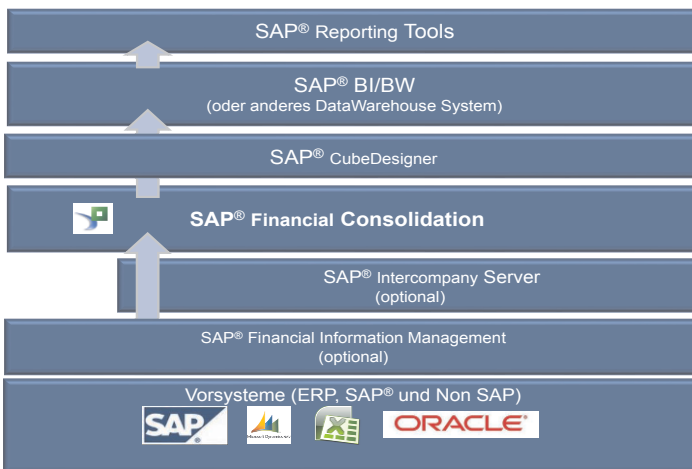 SAP® Reporting Tools
SAP® BI/BW
(oder anderes DataWarehouse System)
SAP® CubeDesigner
SAP® Financial Consolidation
SAP® Intercompany Server
(optional)
SAP® Financial Information Management
(optional)
Vorsysteme (ERP, SAP® und Non SAP)
SAP®
ORACLE®